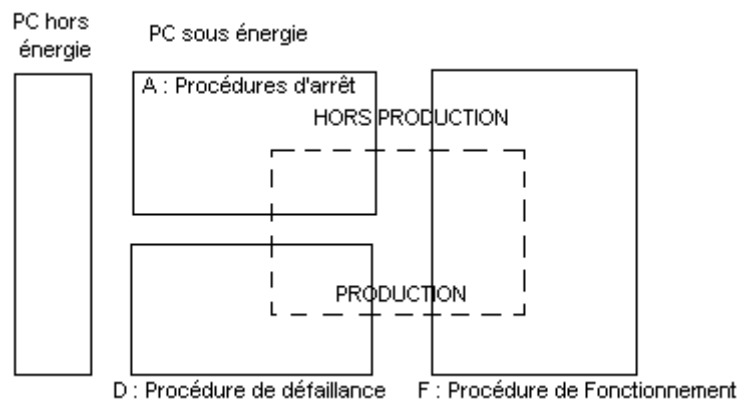 PC hors
énergie
PC sous énergie
A : Procédures d'arrêt
HORS PRODUCTION
PRODUCTION
D : Procédure de défaillance
F : Procédure de Fonctionnement